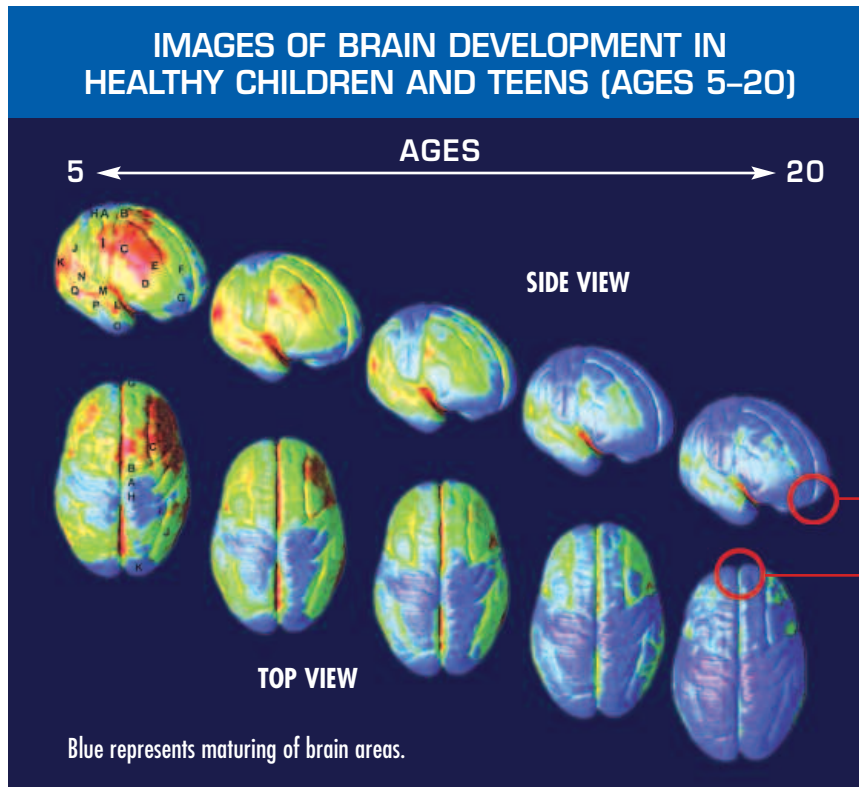 IMAGES OF BRAIN DEVELOPMENT IN
HEALTHY CHILDREN AND TEENS (AGES 5–20)
AGES
5
20
H A B
I
C
J
K
E
F
N
D
G
Q
M
P
L
O
SIDE VIEW
G
C
B
A
H
I
J
K
TOP VIEW
Blue represents maturing of brain areas.